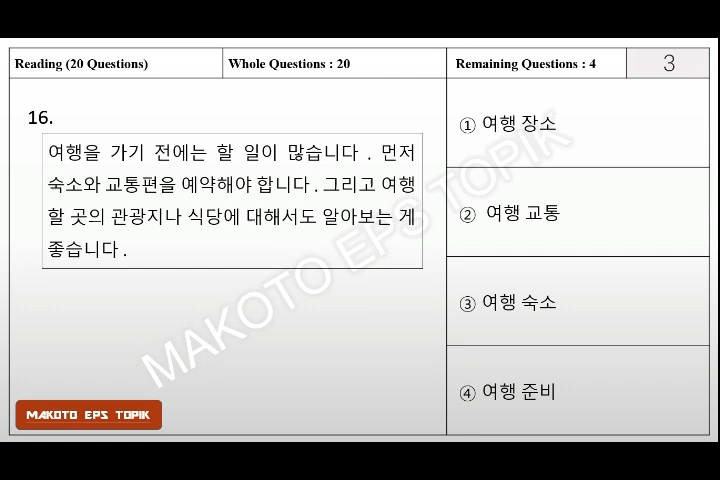 Reading (20 Questions)
Whole Questions : 20
Remaining Questions : 4
3
16.
여행을 가기 전에는 할 일이 많습니다 . 먼저
숙소와 교통편을 예약해야 합니다 . 그리고 여행
할 곳의 관광지나 식당에 대해서도 알아보는 게
좋습니다 .
① 여행 장소
② 여행 교통
③ 여행 숙소
④ 여행 준비
MAKOTO EPS TOPIK
MAKOTO EPS TOPIK